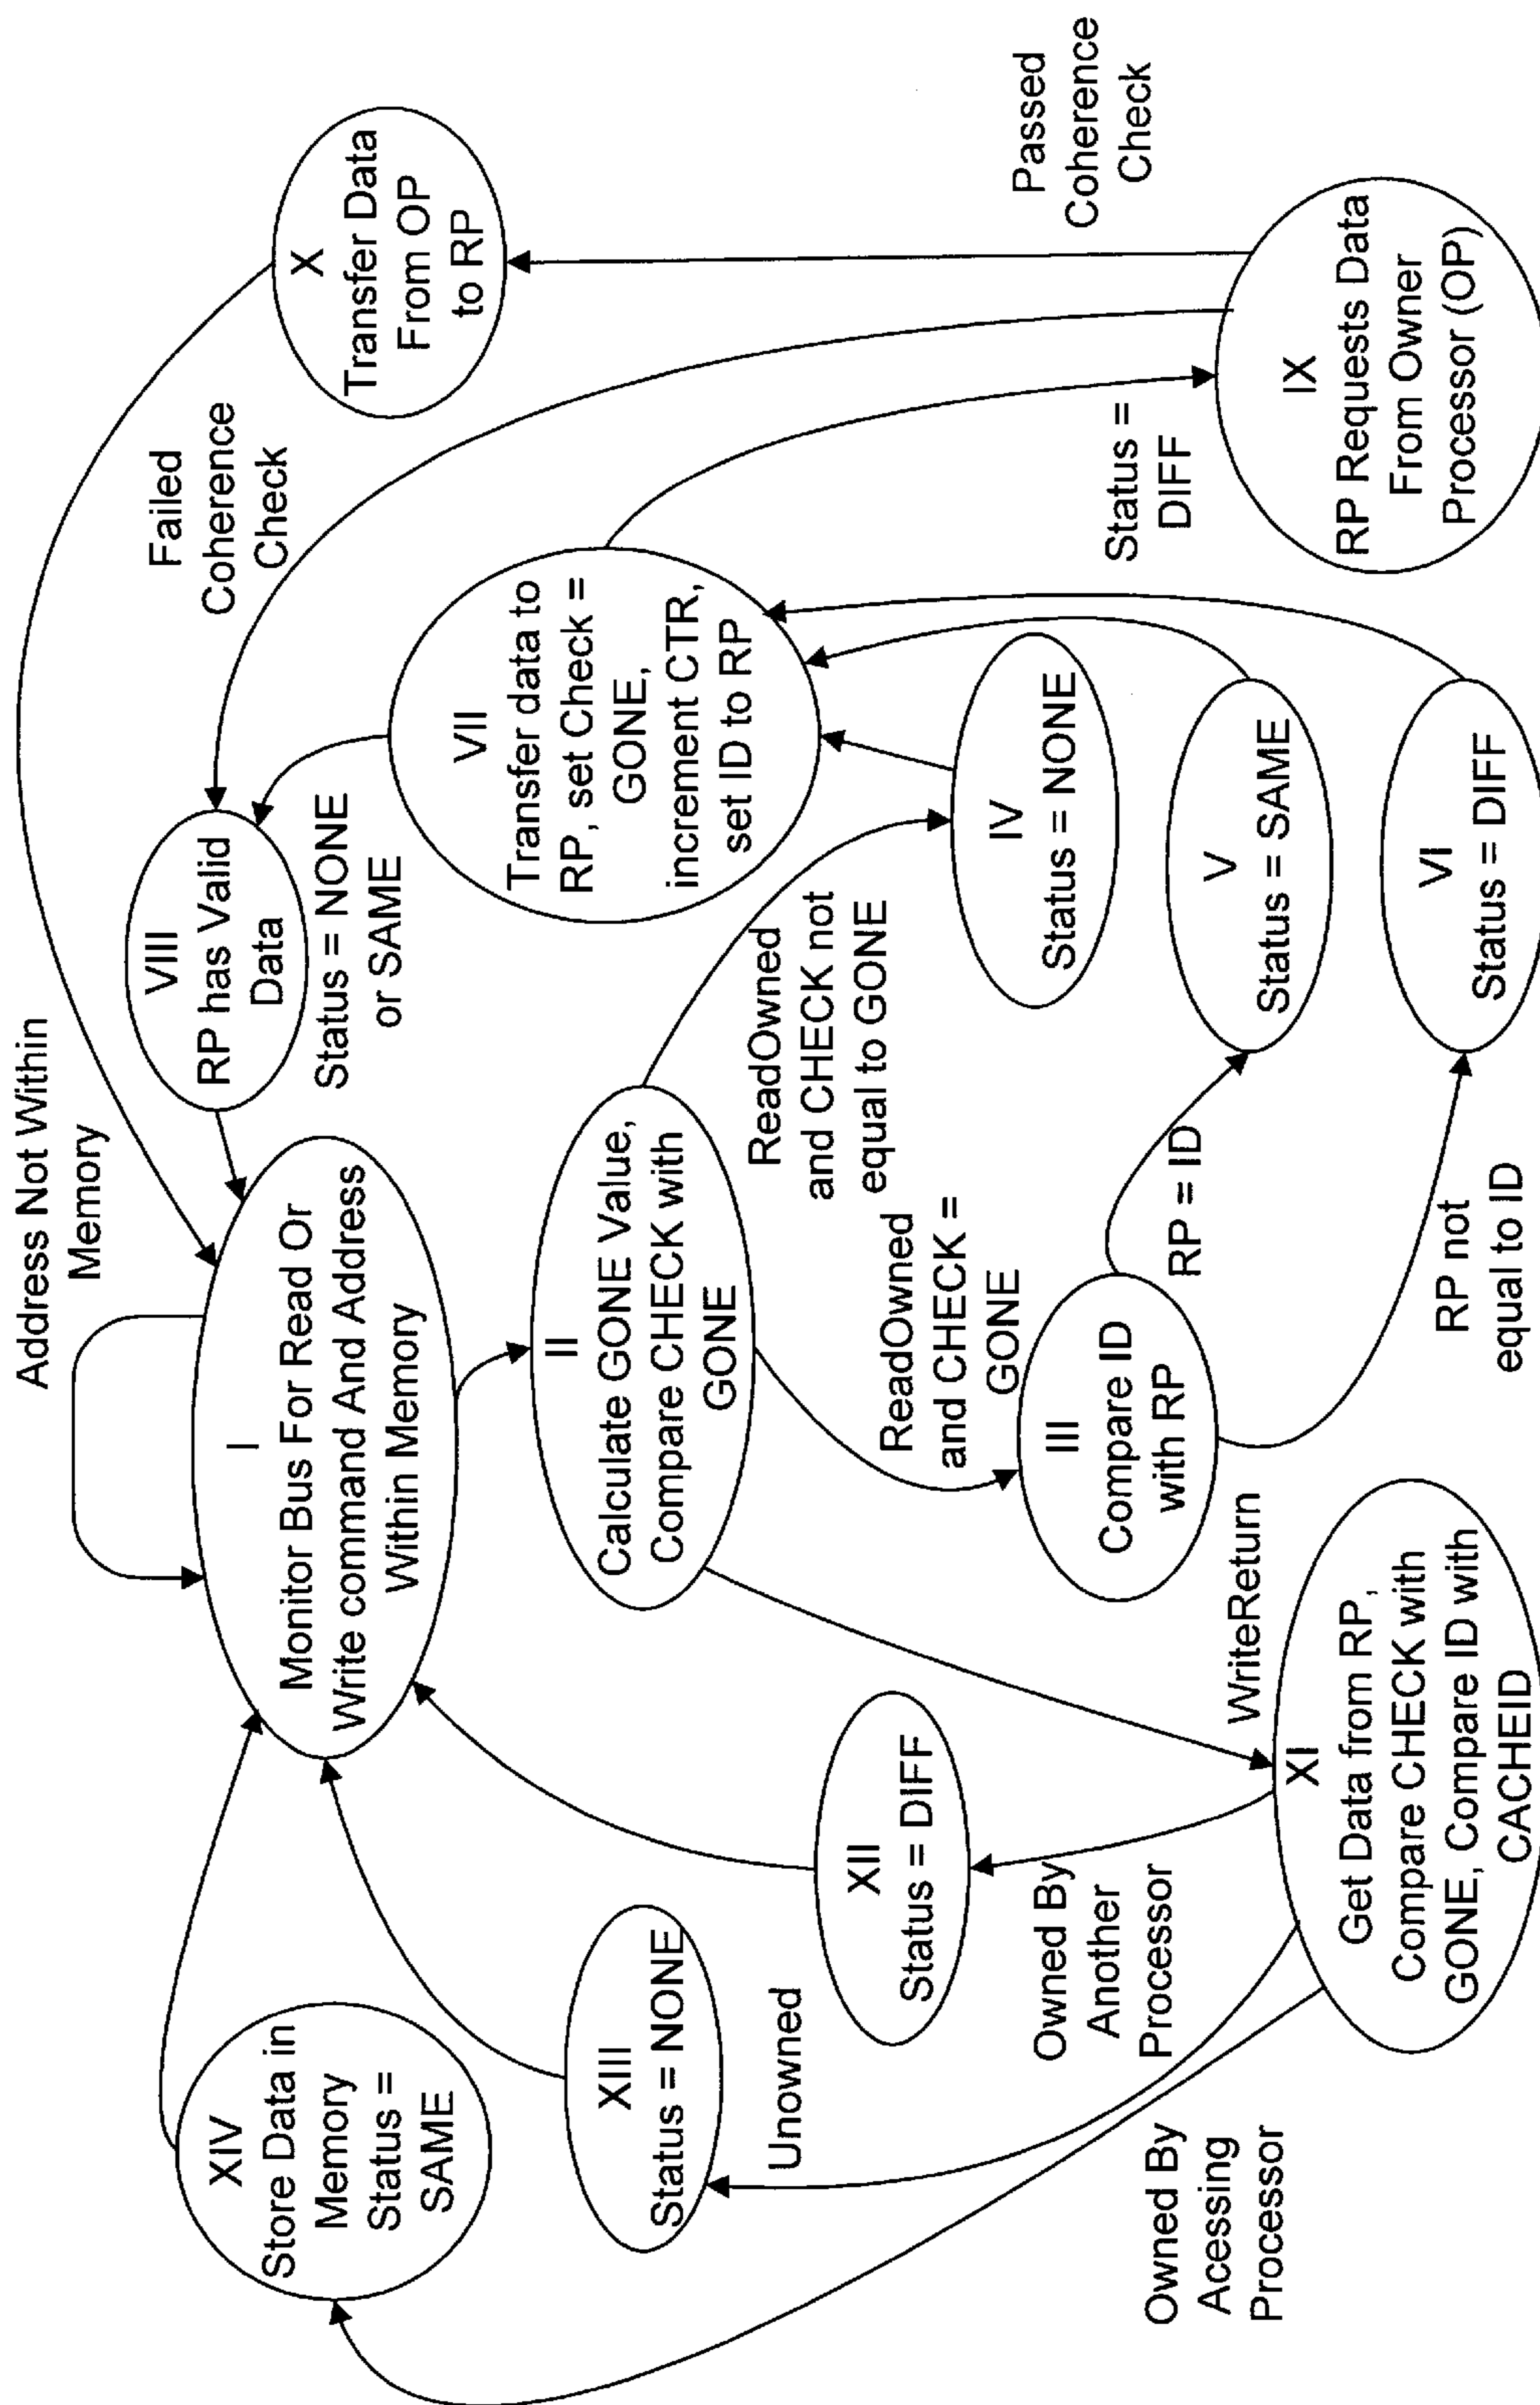 Address Not Within
Memory
I
Monitor Bus For Read Or
Write command And Address
Within Memory
II
Calculate GONE Value,
Compare CHECK with
GONE
ReadOwned
and CHECK =
GONE
ReadOwned
and CHECK not
equal to GONE
III
Compare ID
with RP
RP = ID
RP not
equal to ID
IV
Status = NONE
V
Status = SAME
VI
Status = DIFF
VII
Transfer data to
RP, set Check =
GONE,
increment CTR,
set ID to RP
Status = NONE
or SAME
VIII
RP has Valid
Data
Status =
DIFF
IX
RP Requests Data
From Owner
Processor (OP)
Failed
Coherence
Check
Passed
Coherence
Check
X
Transfer Data
From OP
to RP
WriteReturn
XI
Get Data from RP,
Compare CHECK with
GONE, Compare ID with
CACHEID
Owned By
Another
Processor
XII
Status = DIFF
Unowned
XIII
Status = NONE
Owned By
Acessing
Processor
XIV
Store Data in
Memory
Status =
SAME